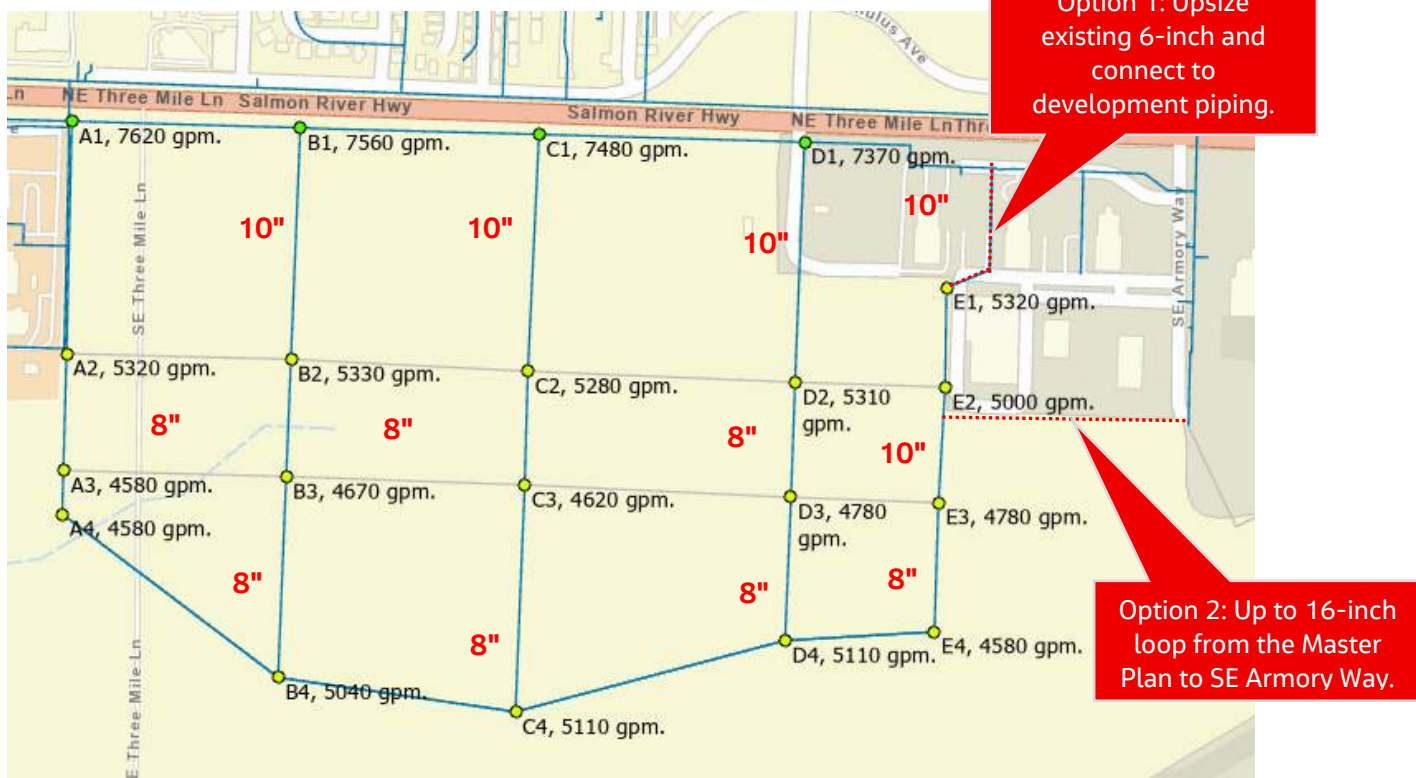 Option 1: Upsize
existing 6-inch and
connect to
development piping.
ulus Ave
NE Three Mile Ln
Salmon River Hwy
Salmon River Hwy
NE Three Mile Ln
A1, 7620 gpm.
B1, 7560 gpm.
C1, 7480 gpm.
D1, 7370 gpm.
SE Three Mile Ln
10"
10"
10"
10"
SE Armory Way
E1, 5320 gpm.
A2, 5320 gpm.
B2, 5330 gpm.
C2, 5280 gpm.
D2, 5310
gpm.
E2, 5000 gpm.
8"
8"
8"
10"
A3, 4580 gpm.
B3, 4670 gpm.
C3, 4620 gpm.
D3, 4780
gpm.
E3, 4780 gpm.
A4, 4580 gpm.
8"
8"
8"
8"
Option 2: Up to 16-inch
loop from the Master
Plan to SE Armory Way.
D4, 5110 gpm.
E4, 4580 gpm.
B4, 5040 gpm.
C4, 5110 gpm.
E Three Mile Ln